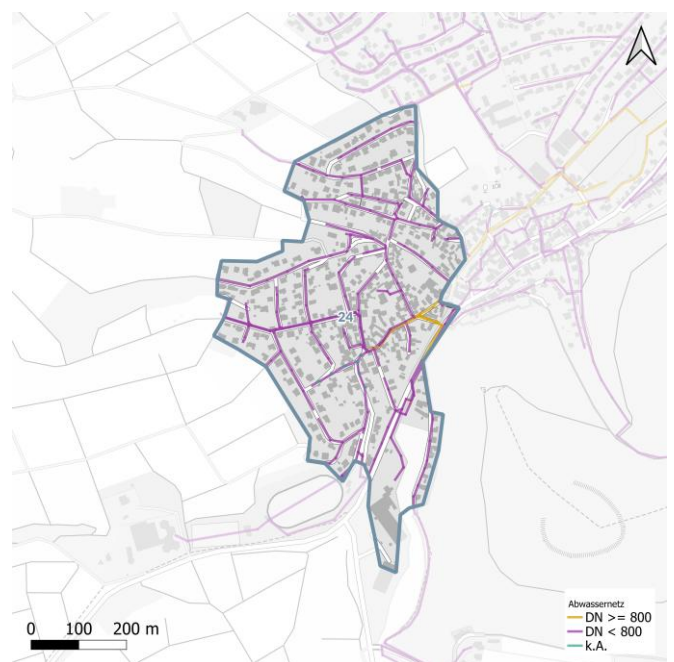 24
0 100 200 m
Abwassernetz
DN >= 800
DN < 800
k.A.